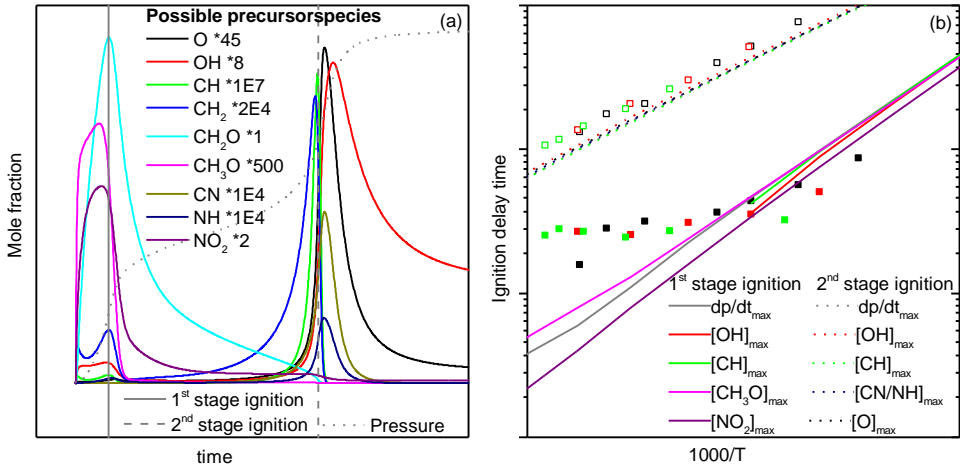 (a)
Possible precursorspecies
O *45
OH *8
CH *1E7
CH₂ *2E4
CH₂O *1
CH₃O *500
CN *1E4
NH *1E4
NO₂ *2
Mole fraction
1ˢᵗ stage ignition
2ⁿᵈ stage ignition
Pressure
time
(b)
Ignition delay time
1ˢᵗ stage ignition 2ⁿᵈ stage ignition
dp/dtₘₐₓ dp/dtₘₐₓ
[OH]ₘₐₓ [OH]ₘₐₓ
[CH]ₘₐₓ [CH]ₘₐₓ
[CH₃O]ₘₐₓ [CN/NH]ₘₐₓ
[NO₂]ₘₐₓ [O]ₘₐₓ
1000/T